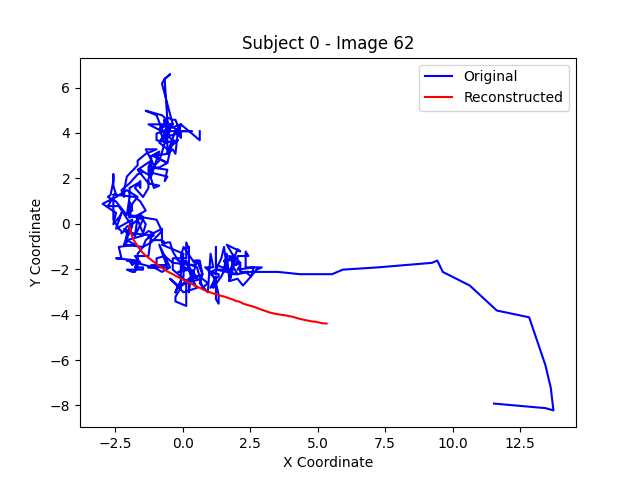 Subject 0 - Image 62
Original
Reconstructed
Y Coordinate
6
4
2
0
−2
−4
−6
−8
−2.5 0.0 2.5 5.0 7.5 10.0 12.5
X Coordinate